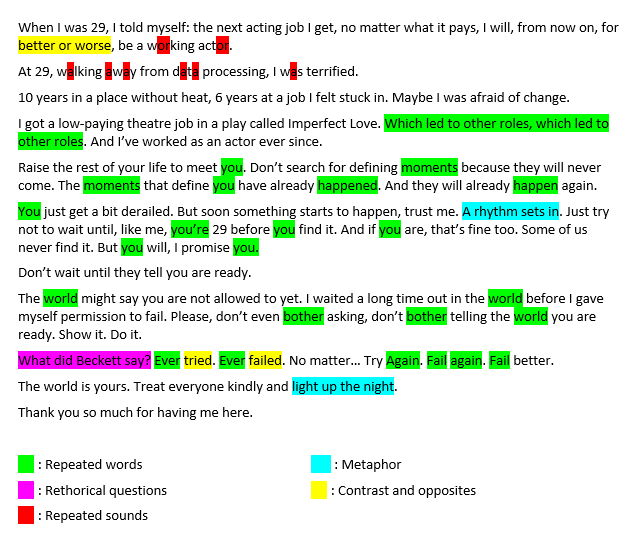 When I was 29, I told myself: the next acting job I get, no matter what it pays, I will, from now on, for
better or worse, be a working actor.
At 29, walking away from data processing, I was terrified.
10 years in a place without heat, 6 years at a job I felt stuck in. Maybe I was afraid of change.
I got a low-paying theatre job in a play called Imperfect Love. Which led to other roles, which led to
other roles. And I've worked as an actor ever since.
Raise the rest of your life to meet you. Don't search for defining moments because they will never
come. The moments that define you have already happened. And they will already happen again.
You just get a bit derailed. But soon something starts to happen, trust me. A rhythm sets in. Just try
not to wait until, like me, you're 29 before you find it. And if you are, that's fine too. Some of us
never find it. But you will, I promise you.
Don't wait until they tell you are ready.
The world might say you are not allowed to yet. I waited a long time out in the world before I gave
myself permission to fail. Please, don't even bother asking, don't bother telling the world you are
ready. Show it. Do it.
What did Beckett say? Ever tried. Ever failed. No matter… Try Again. Fail again. Fail better.
The world is yours. Treat everyone kindly and light up the night.
Thank you so much for having me here.
: Repeated words
: Metaphor
: Rethorical questions
: Contrast and opposites
: Repeated sounds